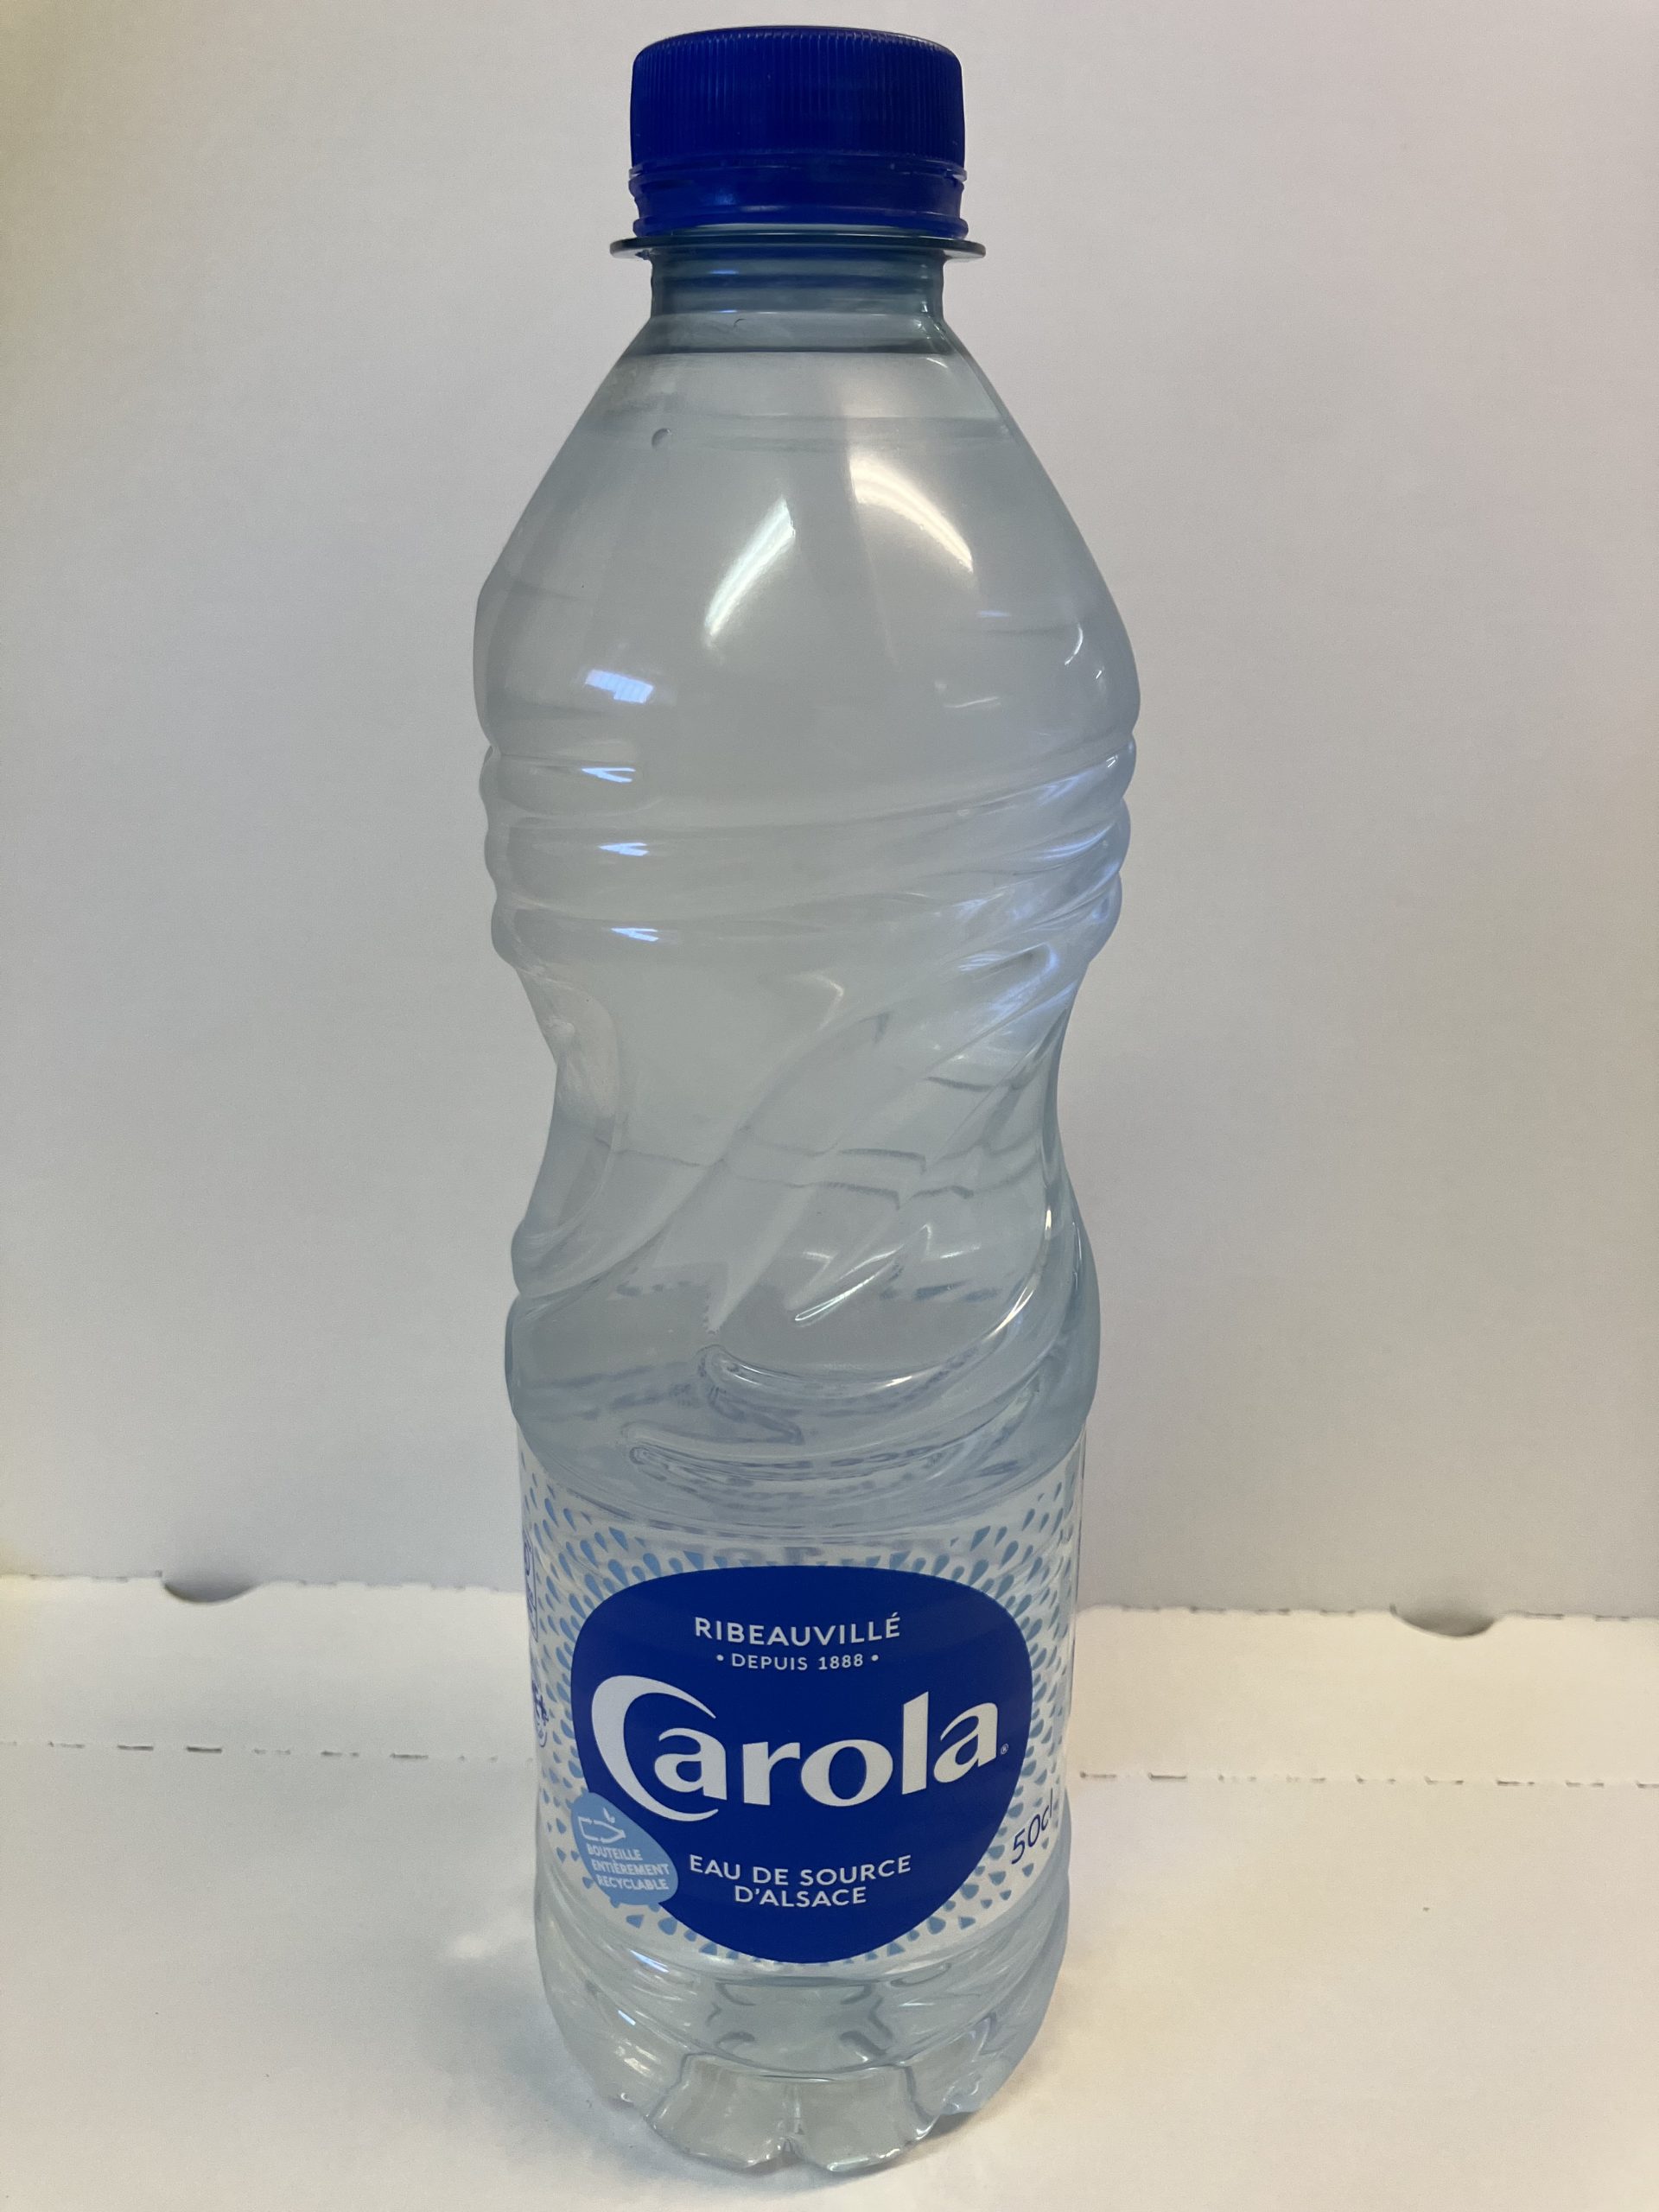 RIBEAUVILLÉ
• DEPUIS 1888 •
Carola®
50cl
BOUTEILLE
ENTIÈREMENT
RECYCLABLE
EAU DE SOURCE
D'ALSACE